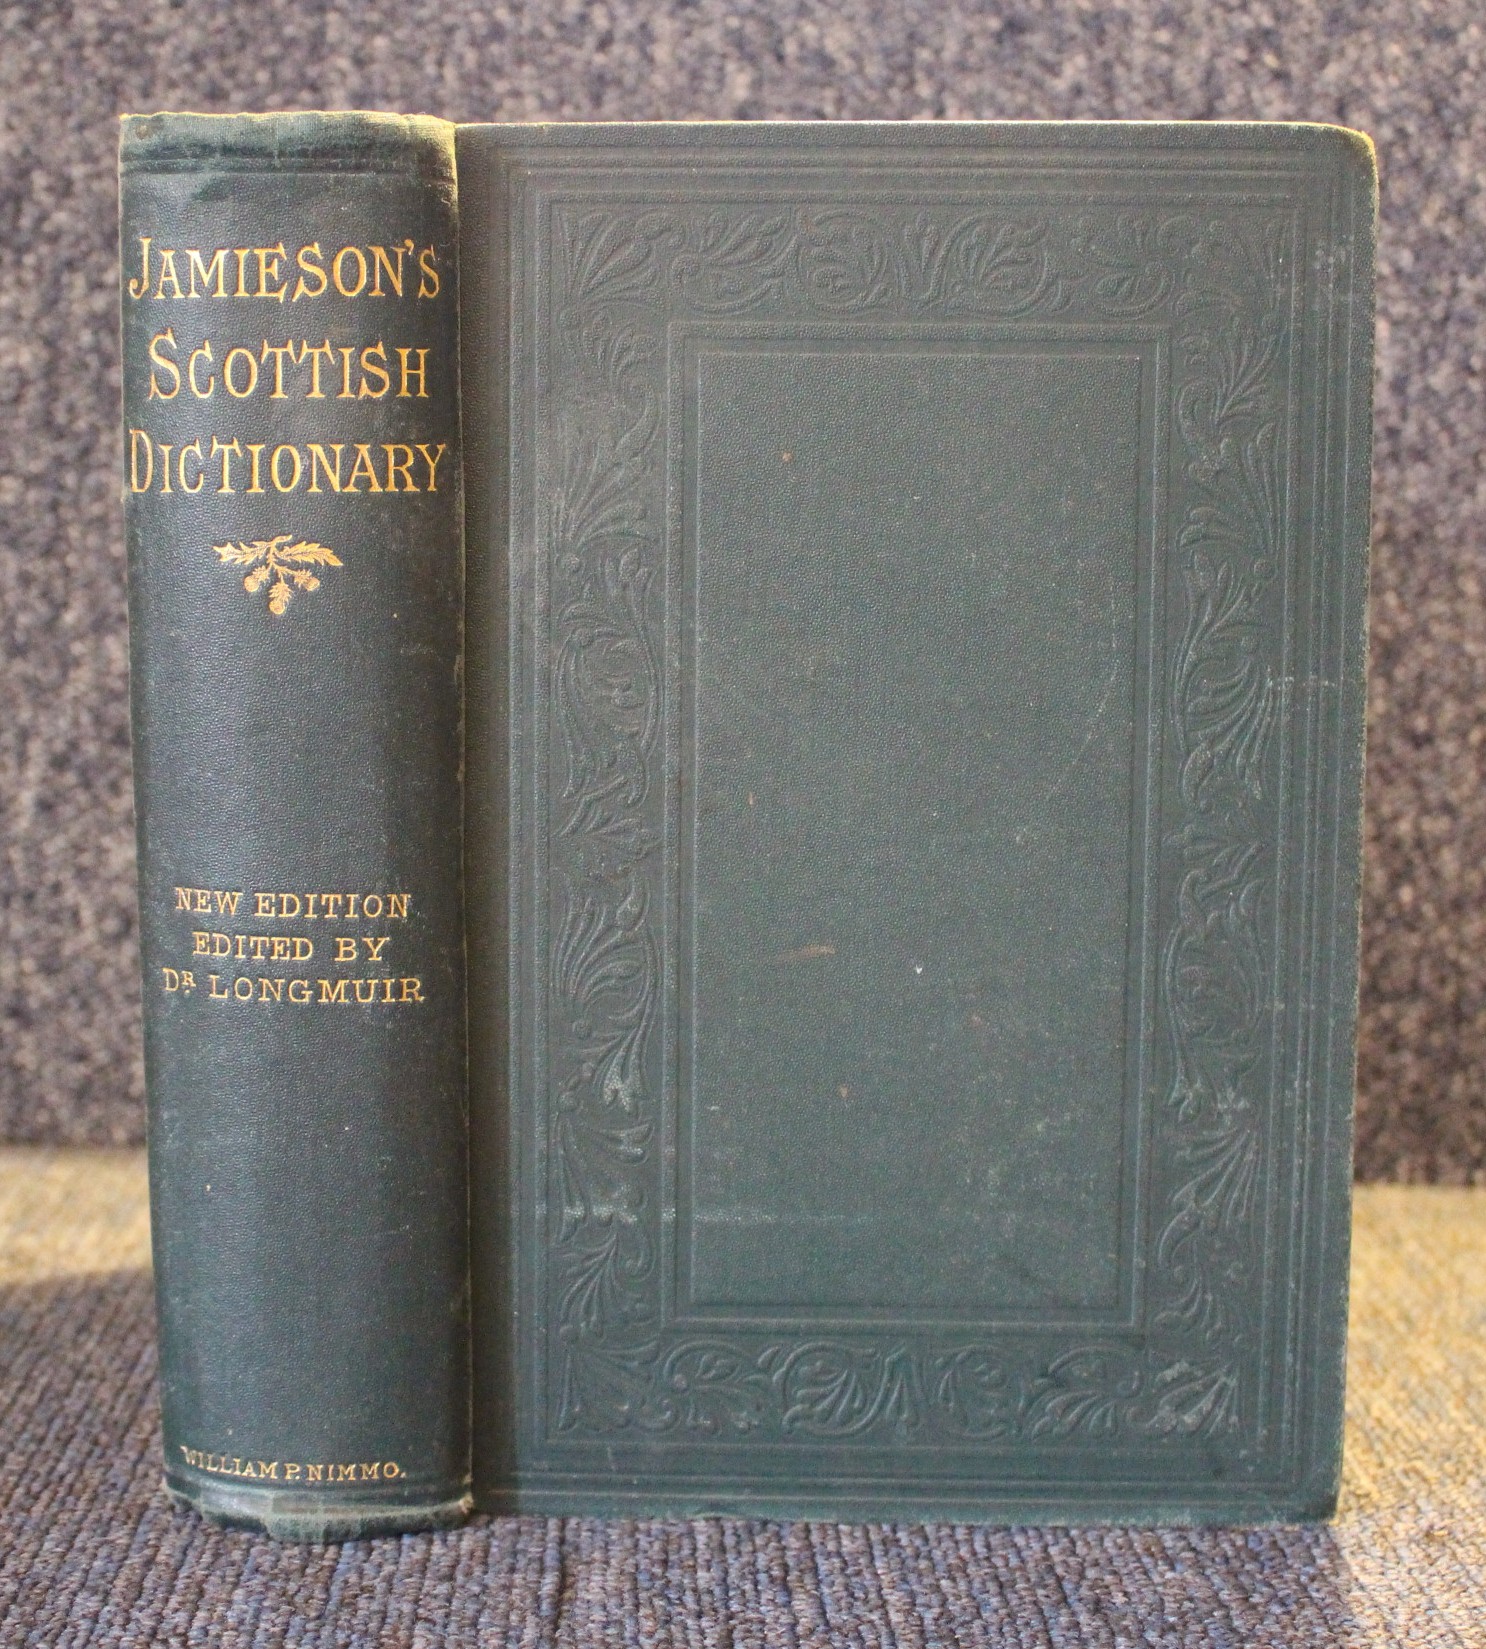 JAMIESON'S
SCOTTISH
DICTIONARY
NEW EDITION
EDITED BY
DR. LONGMUIR
WILLIAM P. NIMMO.